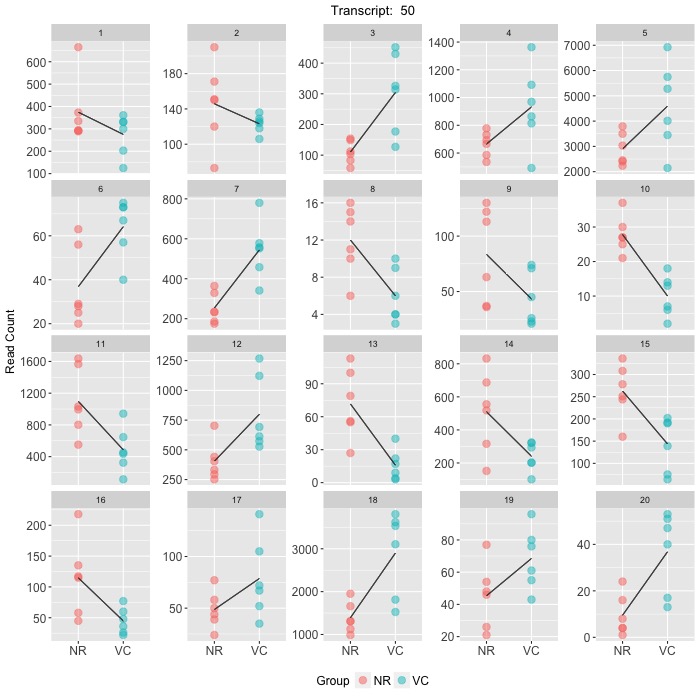 Transcript: 50
1 2 3 4 5
600 180 400 1400 7000
500 300 1200 6000
400 140 200 1000 5000
300 800 4000
200 100 100 600 3000
100 2000
6 7 8 9 10
60 800 16 100 30
600 12
40 400 8 50 20
20 200 4 10
Read Count
11 12 13 14 15
1600 1250 90 800 300
1200 1000 60 600 250
800 750 30 400 200
400 500 0 200 150
250 100
16 17 18 19 20
200 100 3000 80 40
150 60
100 50 2000 40 20
50 1000 20 0
NR VC NR VC NR VC NR VC NR VC
Group NR VC